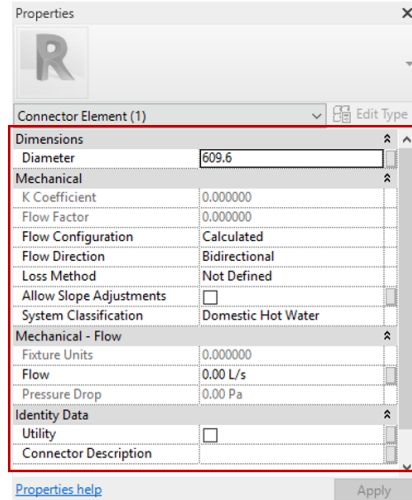 Properties
R
Connector Element (1)
Edit Type
Dimensions
Diameter 609.6
Mechanical
K Coefficient 0.000000
Flow Factor 0.000000
Flow Configuration Calculated
Flow Direction Bidirectional
Loss Method Not Defined
Allow Slope Adjustments
System Classification Domestic Hot Water
Mechanical - Flow
Fixture Units 0.000000
Flow 0.00 L/s
Pressure Drop 0.00 Pa
Identity Data
Utility
Connector Description
Properties help
Apply